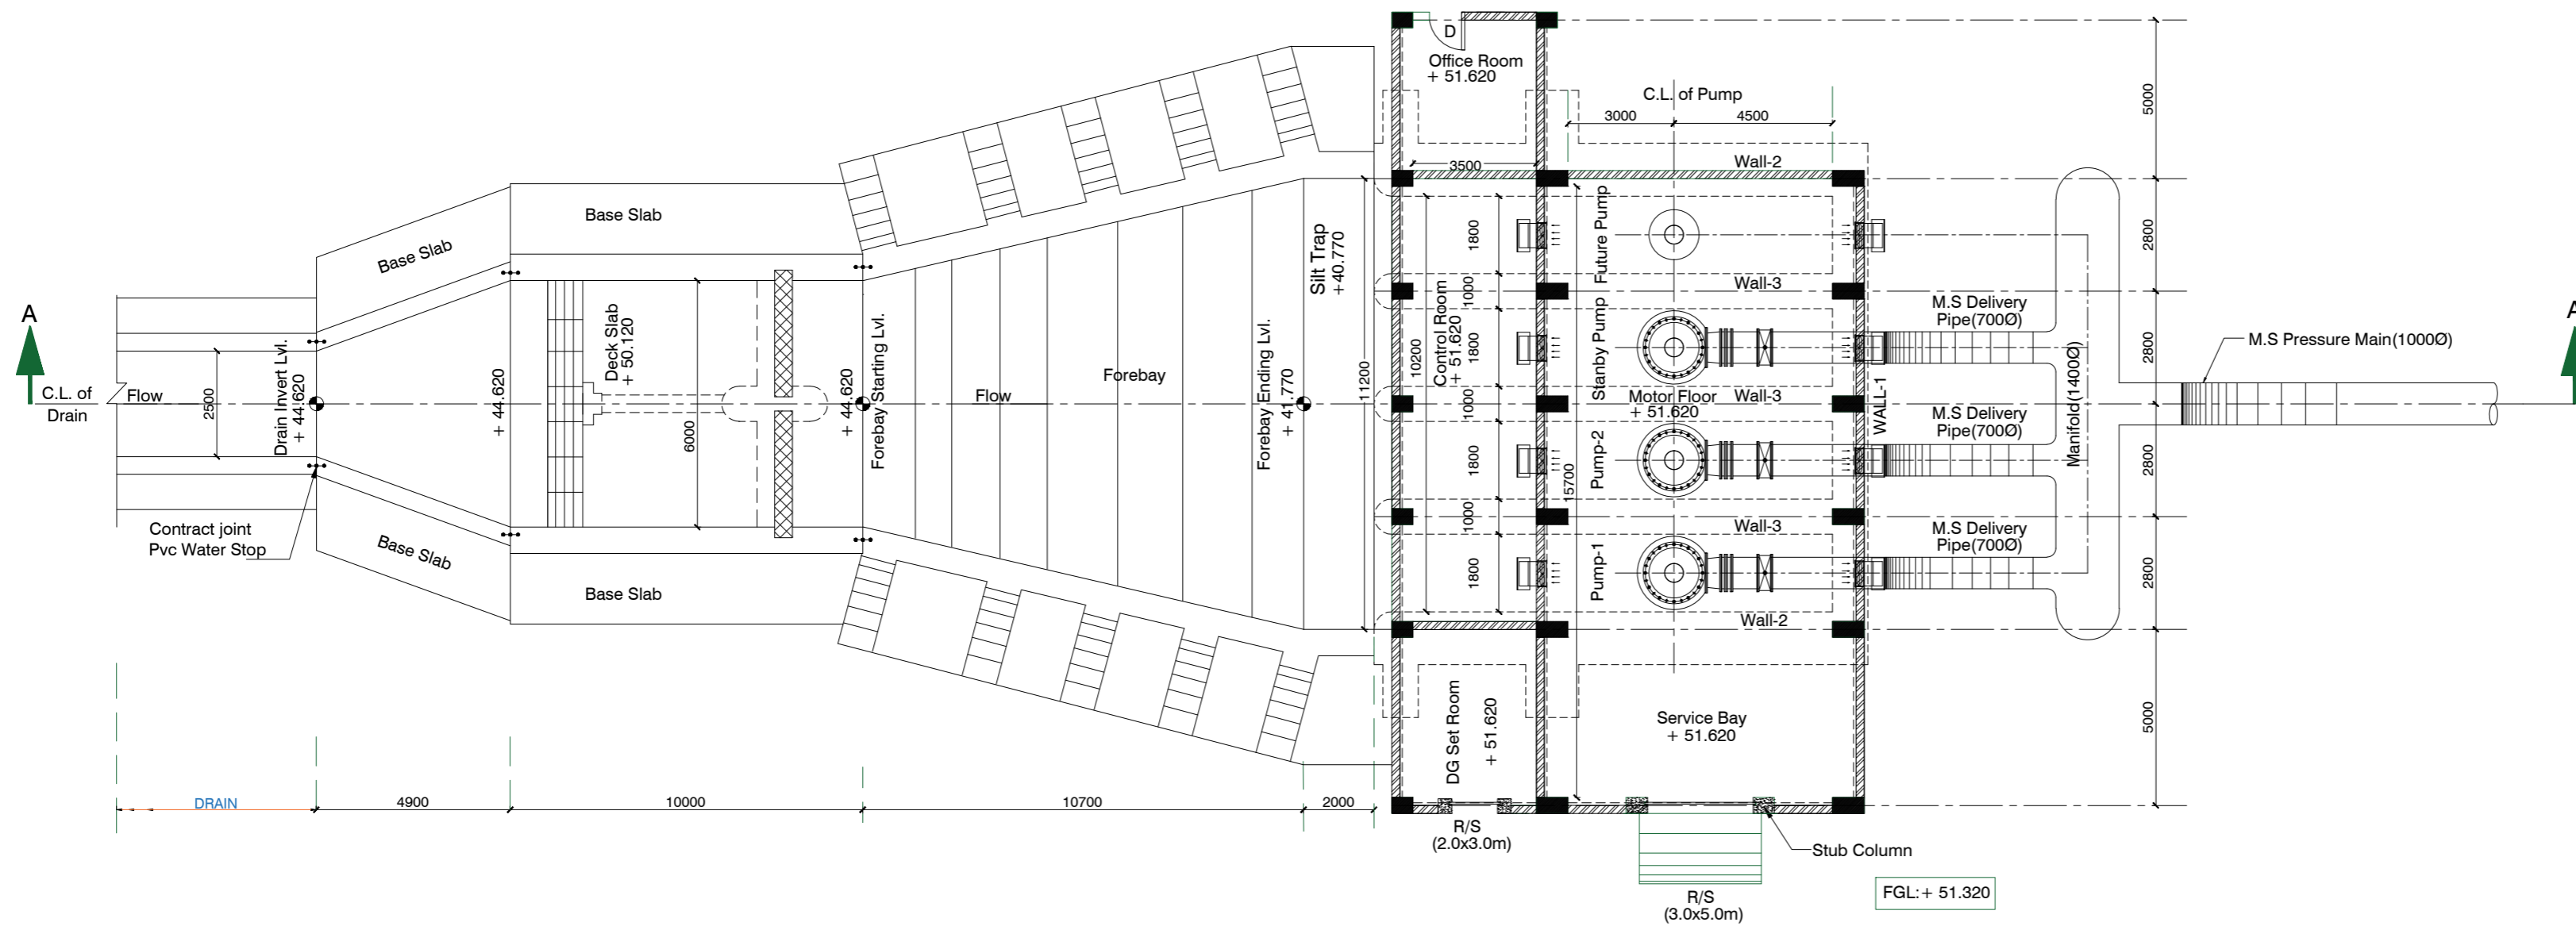 D
Office Room
+ 51.620
C.L. of Pump
3000
4500
5000
3500
Wall-2
Base Slab
Base Slab
Silt Trap
+40.770
1800
Future Pump
2800
A
A
C.L. of
Drain
Flow
2500
Drain Invert Lvl.
+ 44.620
+ 44.620
Deck Slab
+ 50.120
6000
+ 44.620
Forebay Starting Lvl.
Flow
Forebay
Forebay Ending Lvl.
+ 41.770
11200
10200
Control Room
+ 51.620
1000
Wall-3
1800
Stanby Pump
M.S Delivery
Pipe(700Ø)
2800
M.S Pressure Main(1000Ø)
1000
Motor Floor
+ 51.620
Wall-3
WALL-1
Manifold(1400Ø)
M.S Delivery
Pipe(700Ø)
1800
Pump-2
2800
15700
1000
Wall-3
M.S Delivery
Pipe(700Ø)
1800
Pump-1
2800
Wall-2
Contract joint
Pvc Water Stop
Base Slab
Base Slab
DG Set Room
+ 51.620
Service Bay
+ 51.620
5000
DRAIN
4900
10000
10700
2000
R/S
(2.0x3.0m)
Stub Column
R/S
(3.0x5.0m)
FGL:+ 51.320